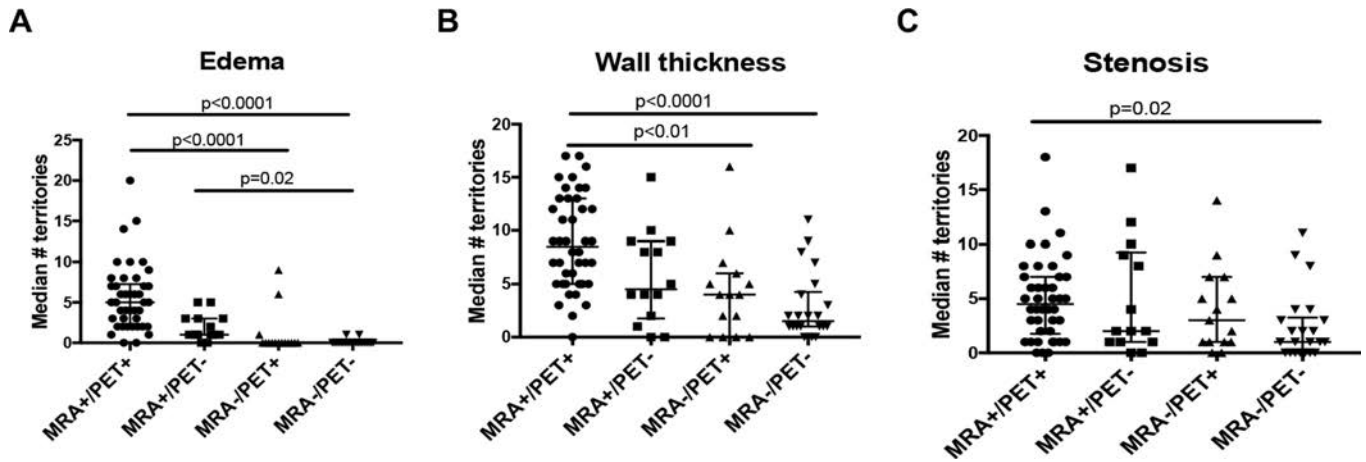 A
Edema
p<0.0001
p<0.0001
p=0.02
Median # territories
25
20
15
10
5
0
MRA+/PET+
MRA+/PET-
MRA-/PET+
MRA-/PET-
B
Wall thickness
p<0.0001
p<0.01
Median # territories
20
15
10
5
0
MRA+/PET+
MRA+/PET-
MRA-/PET+
MRA-/PET-
C
Stenosis
p=0.02
Median # territories
20
15
10
5
0
MRA+/PET+
MRA+/PET-
MRA-/PET+
MRA-/PET-